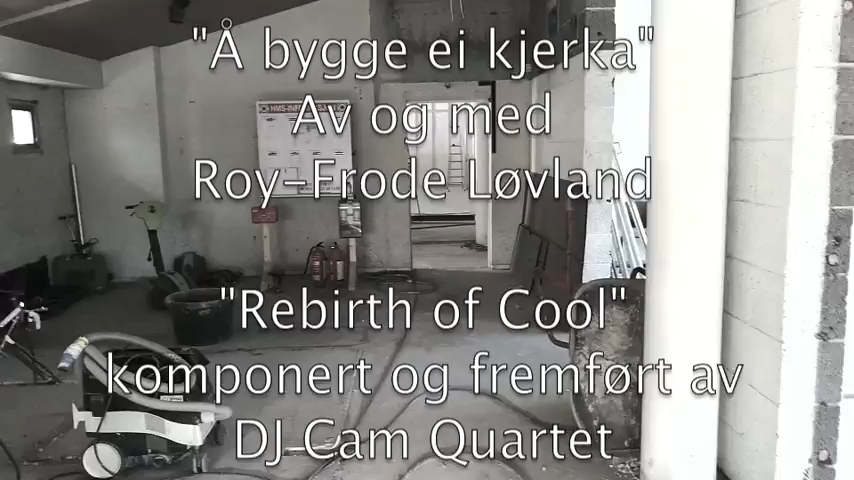 "Å bygge ei kjerka"
Av og med
Roy-Frode Løvland
"Rebirth of Cool"
komponert og fremført av
DJ Cam Quartet